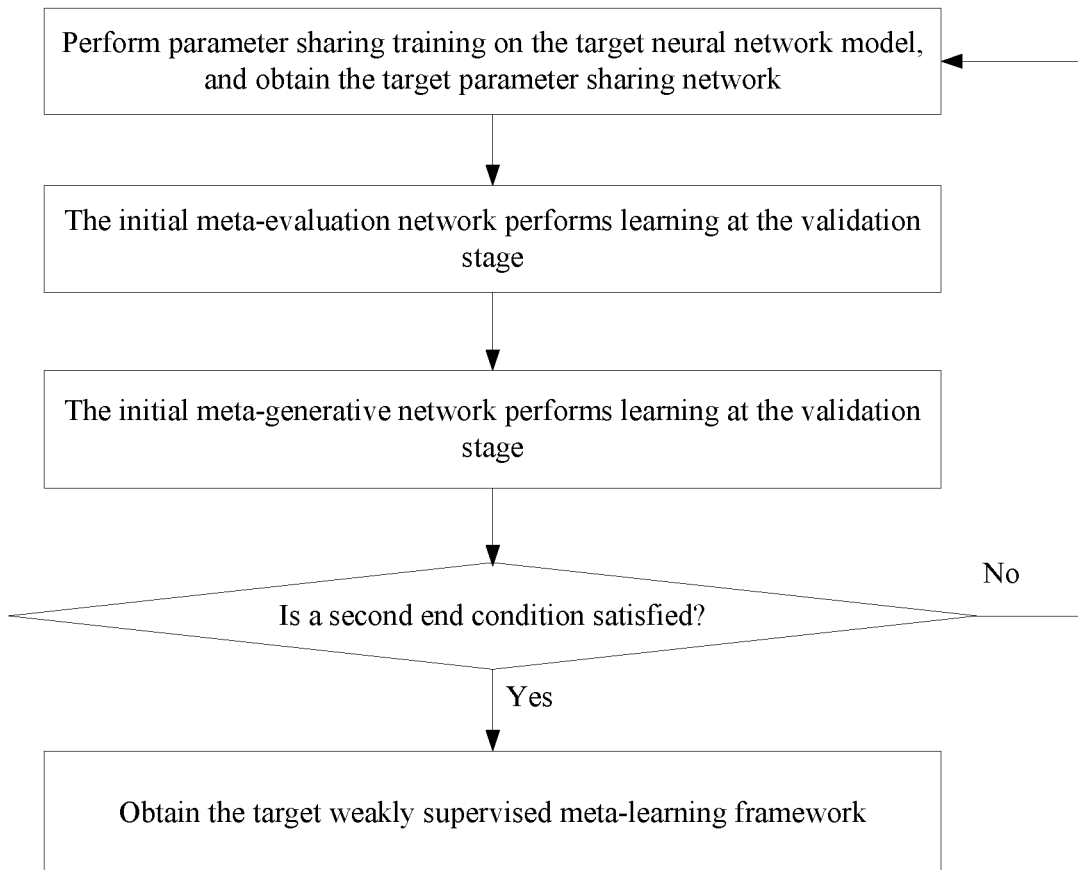 Perform parameter sharing training on the target neural network model,
and obtain the target parameter sharing network
The initial meta-evaluation network performs learning at the validation
stage
The initial meta-generative network performs learning at the validation
stage
No
Is a second end condition satisfied?
Yes
Obtain the target weakly supervised meta-learning framework